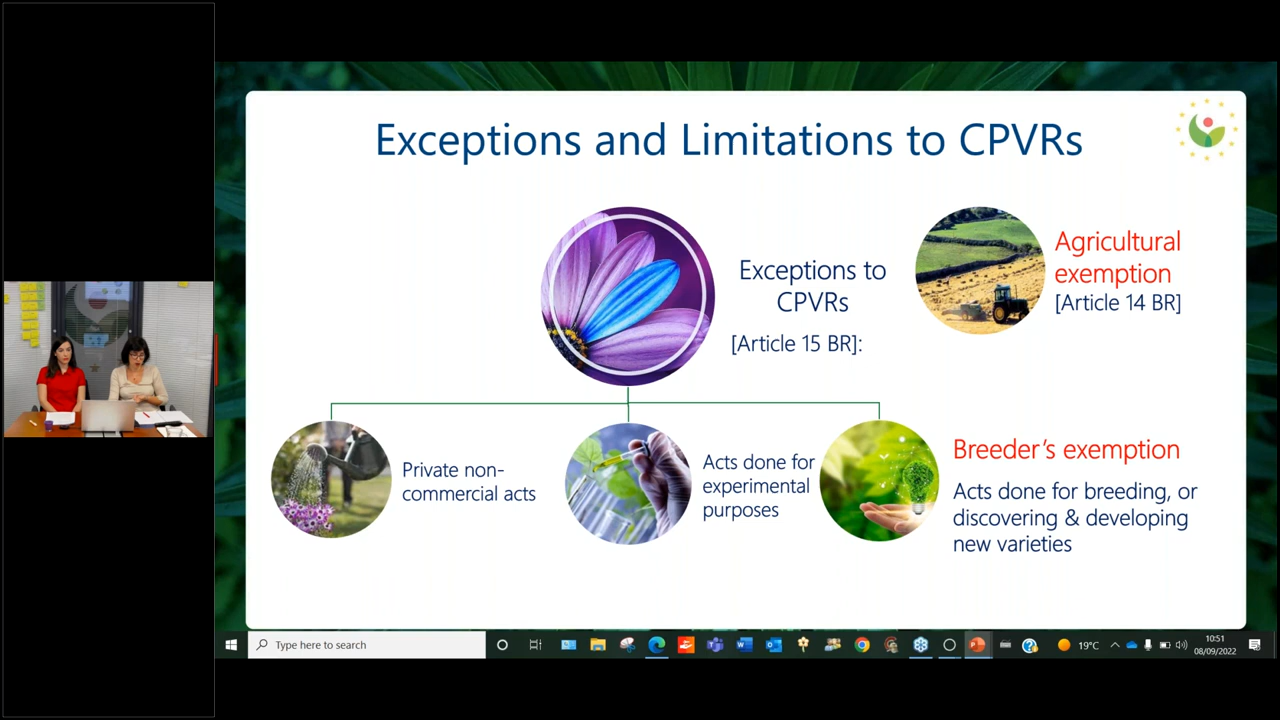 Exceptions and Limitations to CPVRs
Exceptions to
CPVRs
[Article 15 BR]:
Agricultural
exemption
[Article 14 BR]
Private non-
commercial acts
Acts done for
experimental
purposes
Breeder's exemption
Acts done for breeding, or
discovering & developing
new varieties
Type here to search
19°C
10:51
08/09/2022